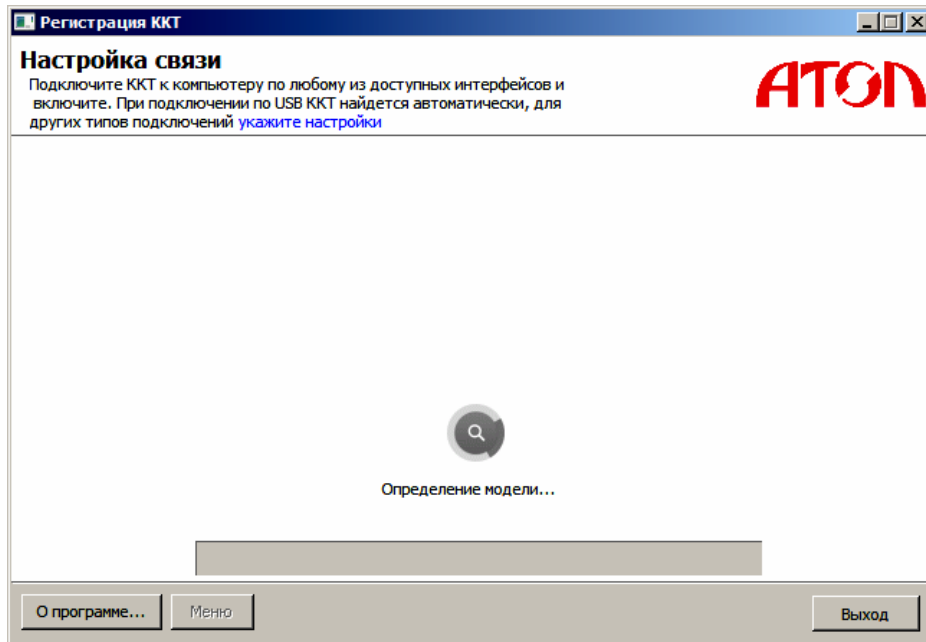 Регистрация ККТ
Настройка связи
Подключите ККТ к компьютеру по любому из доступных интерфейсов и
включите. При подключении по USB ККТ найдется автоматически, для
других типов подключений укажите настройки
АТОЛ
Определение модели...
О программе...
Меню
Выход